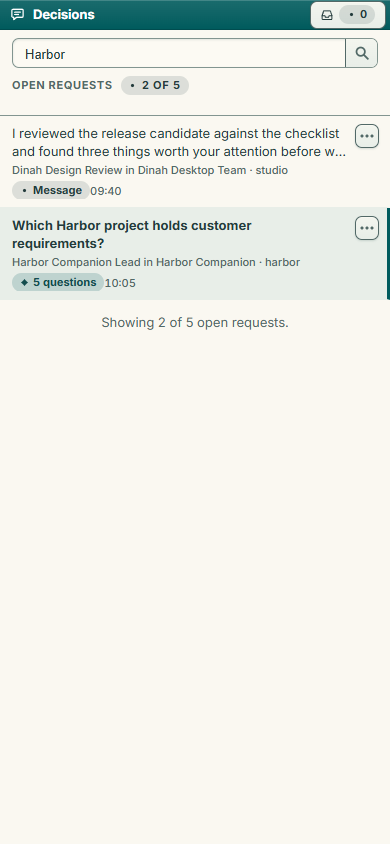 Decisions
• 0
Harbor
OPEN REQUESTS • 2 OF 5
I reviewed the release candidate against the checklist
and found three things worth your attention before w...
Dinah Design Review in Dinah Desktop Team · studio
• Message 09:40
Which Harbor project holds customer
requirements?
Harbor Companion Lead in Harbor Companion · harbor
5 questions 10:05
Showing 2 of 5 open requests.